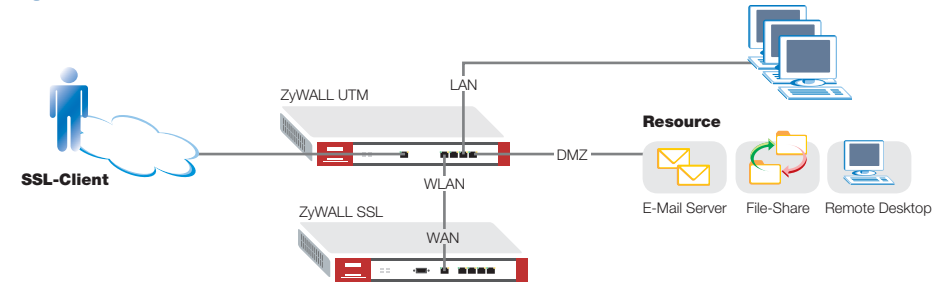 LAN
ZyWALL UTM
Resource
DMZ
SSL-Client
WLAN
E-Mail Server
File-Share
Remote Desktop
ZyWALL SSL
WAN